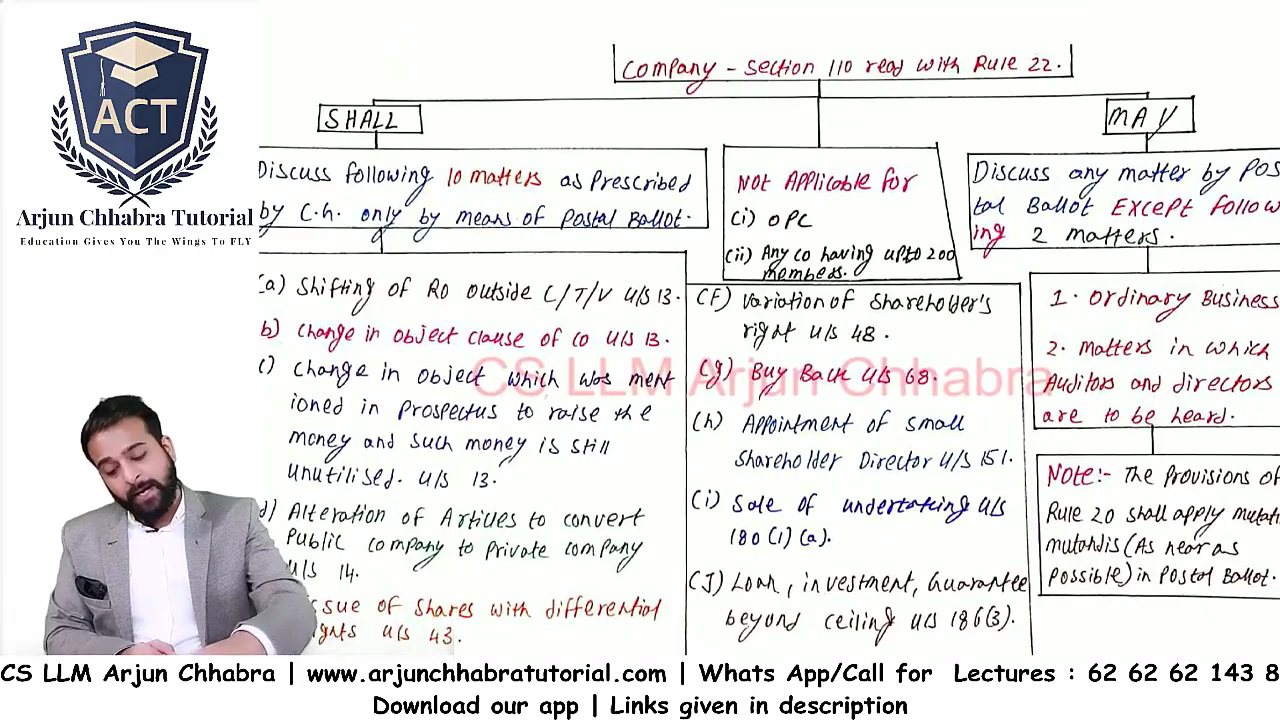 ACT
Arjun Chhabra Tutorial
Education Gives You The Wings To FLY
Company - Section 110 read with Rule 22.
SHALL
Discuss following 10 matters as Prescribed
by C.G. only by means of Postal Ballot.
(a) Shifting of RO outside C/T/V u/s 13.
b) Change in object clause of Co u/s 13.
c) Change in object which was ment
ioned in Prospectus to raise the
money and such money is still
unutilised. u/s 13.
d) Alteration of Articles to convert
Public company to Private company
u/s 14.
ssue of shares with differential
ights u/s 43.
Not Applicable for
(i) OPC
(ii) Any co having upto 200
members.
(F) Variation of Shareholder's
right u/s 48.
(g) Buy Back u/s 68.
(h) Appointment of small
shareholder Director u/s 151.
(i) Sale of undertaking u/s
180(1)(a).
(J) Loan, investment, Guarantee
beyond ceiling u/s 186(3).
MAY
Discuss any matter by Pos
tal Ballot EXCEPT follow
ing 2 matters.
1. Ordinary Business
2. Matters in which
Auditors and directors
are to be heard.
Note:- The Provisions of
Rule 20 shall apply mutati
mutandis (As near as
possible) in Postal Ballot.
CS LLM Arjun Chhabra
CS LLM Arjun Chhabra | www.arjunchhabratutorial.com | Whats App/Call for Lectures : 62 62 62 143 8
Download our app | Links given in description